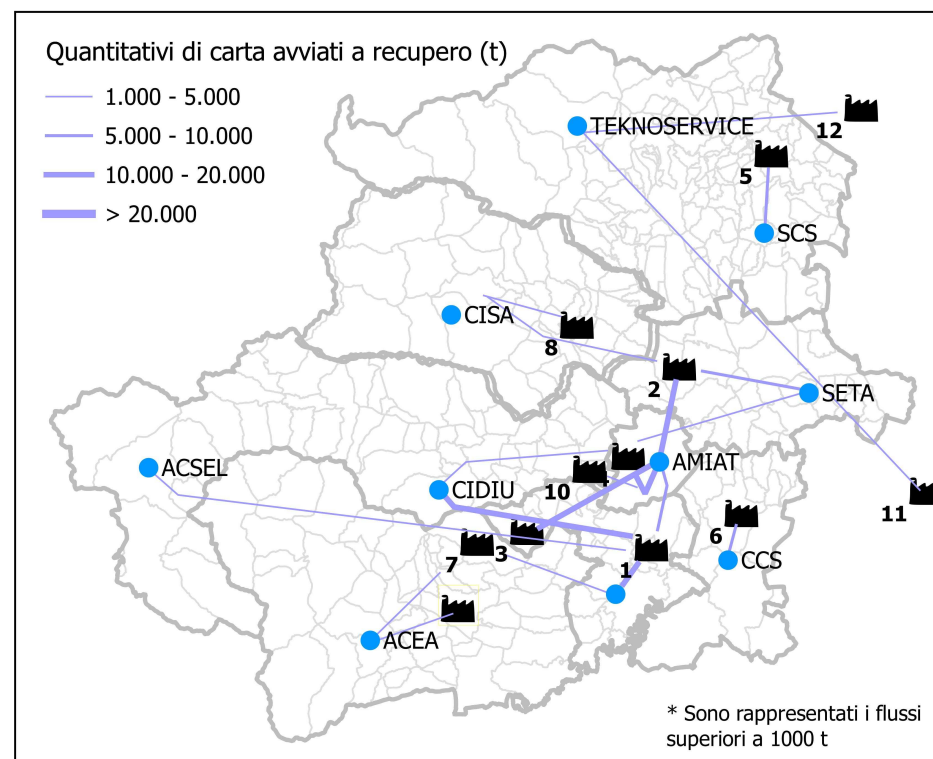 Quantitativi di carta avviati a recupero (t)
1.000 - 5.000
5.000 - 10.000
10.000 - 20.000
> 20.000
TEKNOSERVICE
12
5
SCS
CISA
8
2
SETA
ACSEL
CIDIU
10
AMIAT
11
6
7
3
1
CCS
ACEA
* Sono rappresentati i flussi
superiori a 1000 t